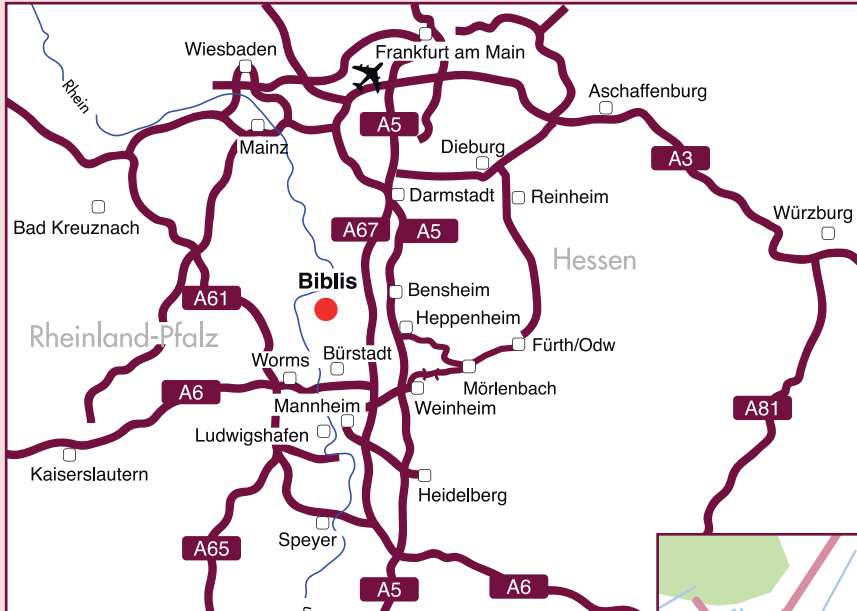 Wiesbaden
Frankfurt am Main
Rhein
Aschaffenburg
A5
Mainz
Dieburg
A3
Darmstadt
Reinheim
Bad Kreuznach
Würzburg
A67
A5
Hessen
Biblis
Bensheim
A61
Heppenheim
Rheinland-Pfalz
Fürth/Odw
Worms
Bürstadt
Mörlenbach
A6
Weinheim
Mannheim
A81
Ludwigshafen
Kaiserslautern
Heidelberg
Speyer
A65
A5
A6